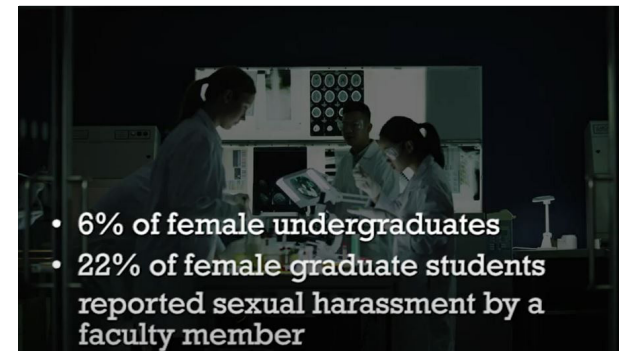 • 6% of female undergraduates
• 22% of female graduate students
reported sexual harassment by a
faculty member